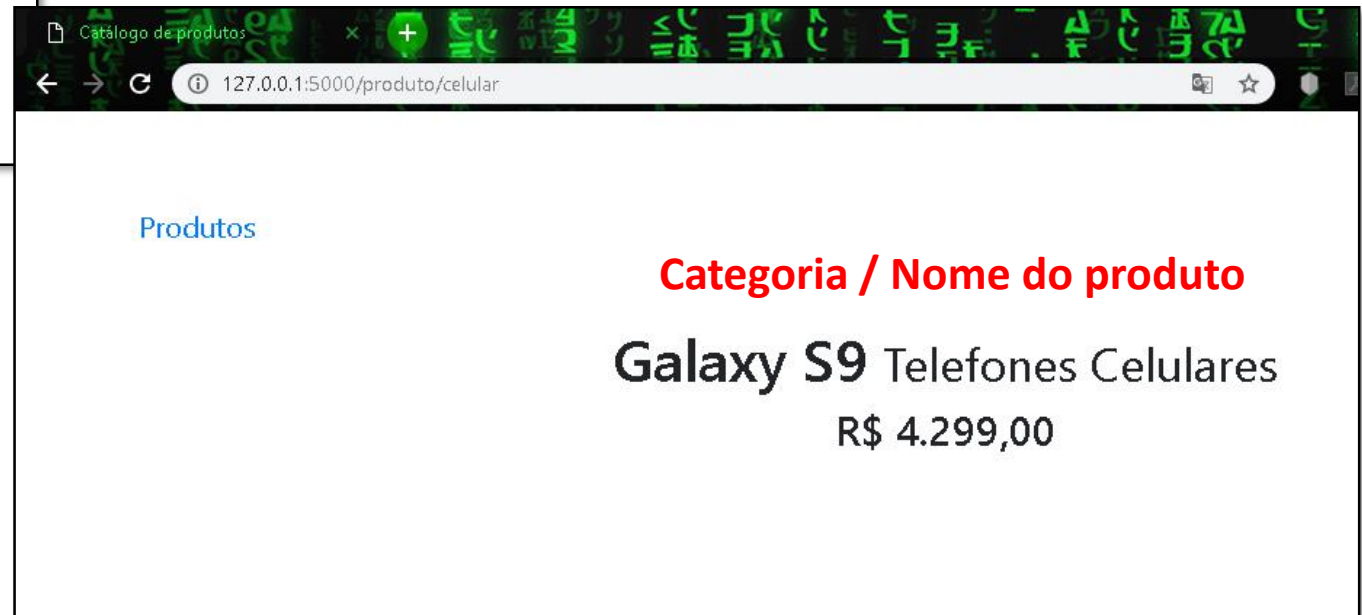 Catálogo de produtos
127.0.0.1:5000/produto/celular
Produtos
Categoria / Nome do produto
Galaxy S9 Telefones Celulares
R$ 4.299,00